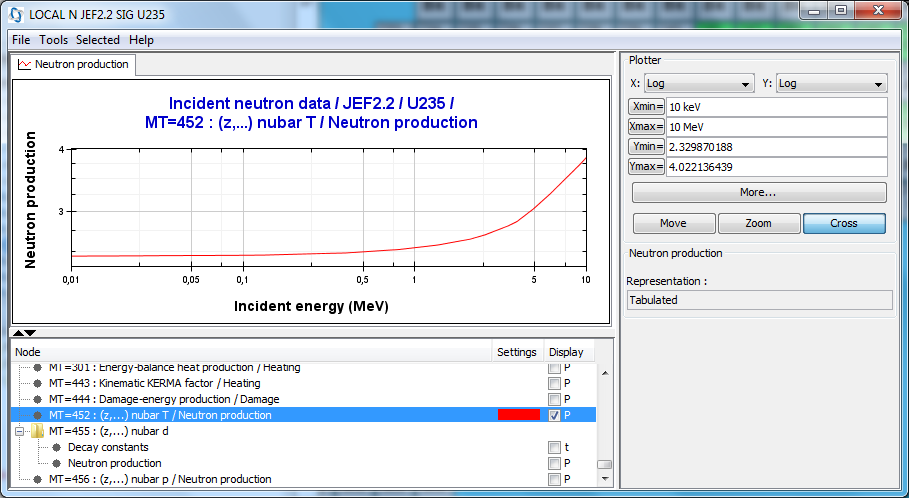 LOCAL N JEF2.2 SIG U235
File Tools Selected Help
Neutron production
Incident neutron data / JEF2.2 / U235 /
MT=452 : (z,...) nubar T / Neutron production
Neutron production
4
3
0,01 0,05 0,1 0,5 1 5 10
Incident energy (MeV)
Plotter
X: Log Y: Log
Xmin= 10 keV
Xmax= 10 MeV
Ymin= 2.329870188
Ymax= 4.022136439
More...
Move Zoom Cross
Neutron production
Representation :
Tabulated
Node Settings Display
MT=301 : Energy-balance heat production / Heating P
MT=443 : Kinematic KERMA factor / Heating P
MT=444 : Damage-energy production / Damage P
MT=452 : (z,...) nubar T / Neutron production P
MT=455 : (z,...) nubar d
Decay constants t
Neutron production P
MT=456 : (z,...) nubar p / Neutron production P